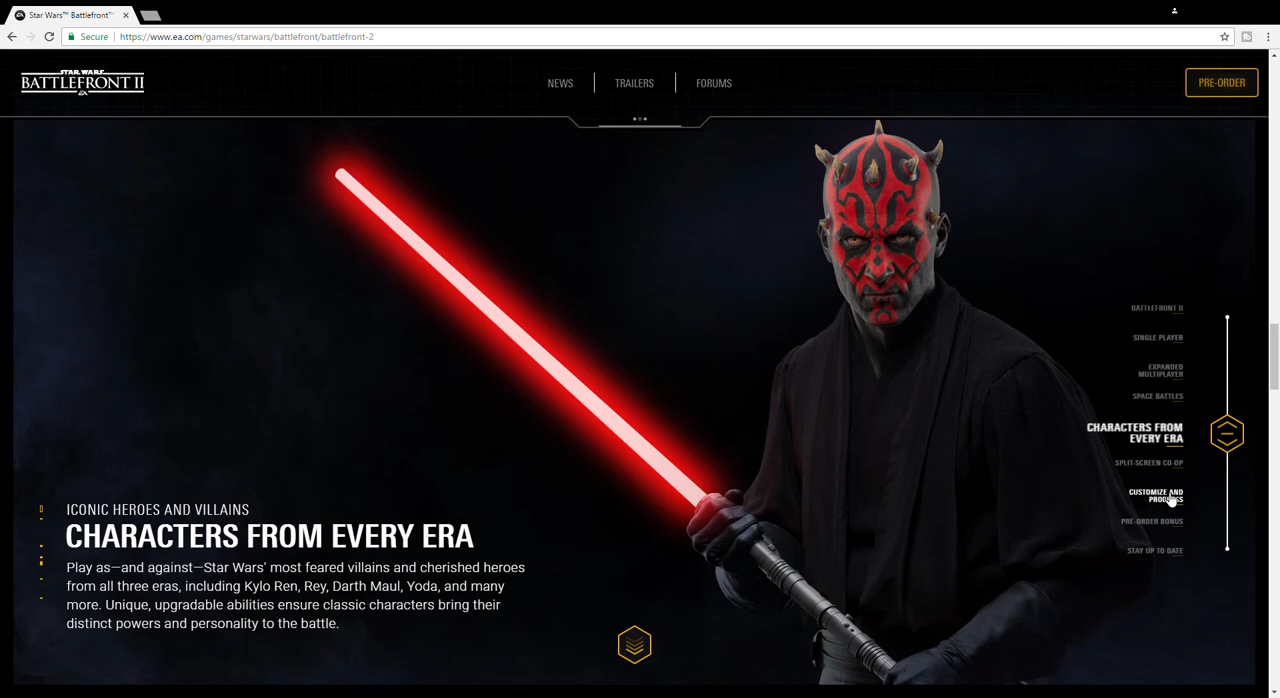 Star Wars™ Battlefront™
Secure
https://www.ea.com/games/starwars/battlefront/battlefront-2
STAR WARS
BATTLEFRONT II
EA
NEWS
TRAILERS
FORUMS
PRE-ORDER
BATTLEFRONT II
SINGLE PLAYER
EXPANDED
MULTIPLAYER
SPACE BATTLES
CHARACTERS FROM
EVERY ERA
SPLIT-SCREEN CO-OP
CUSTOMIZE AND
PRE-ORDER BONUS
STAY UP TO DATE
ICONIC HEROES AND VILLAINS
CHARACTERS FROM EVERY ERA
Play as—and against—Star Wars’ most feared villains and cherished heroes
from all three eras, including Kylo Ren, Rey, Darth Maul, Yoda, and many
more. Unique, upgradable abilities ensure classic characters bring their
distinct powers and personality to the battle.